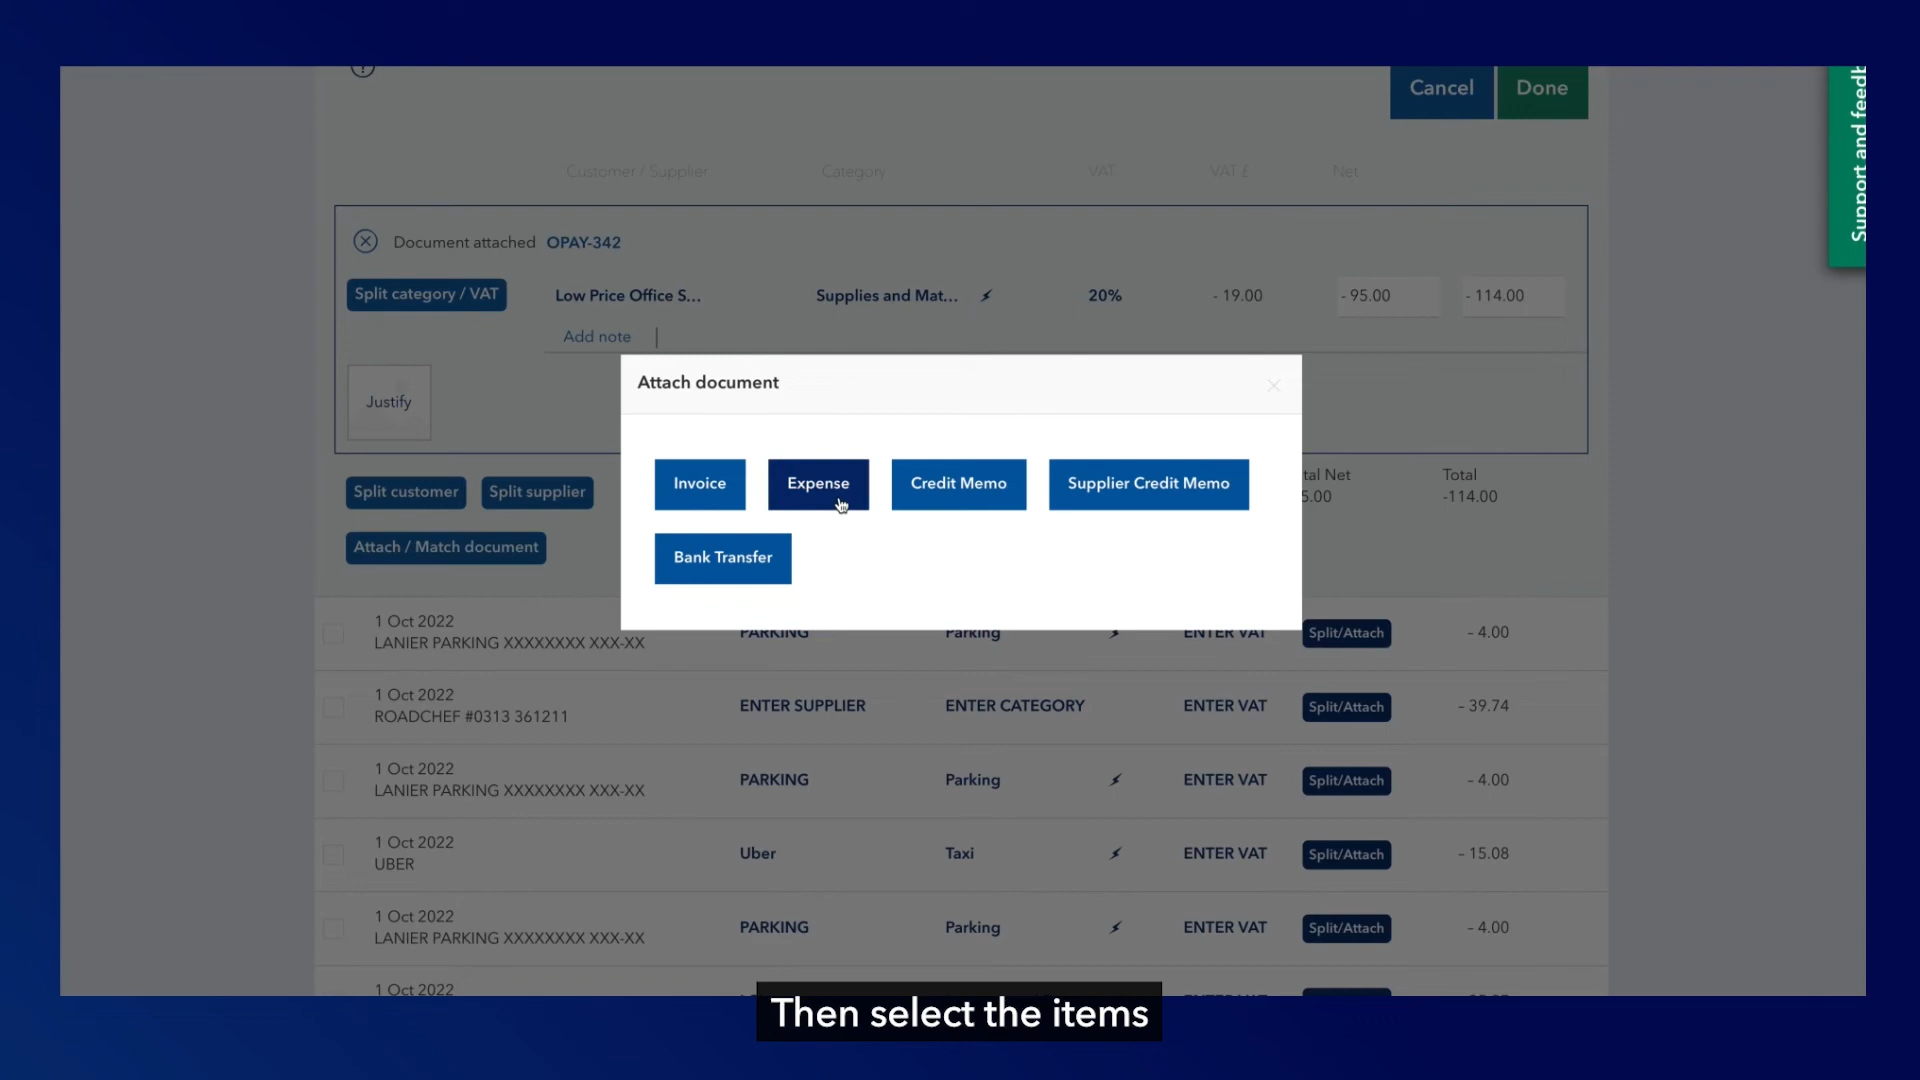 Cancel
Done
Support and feedb
Customer / Supplier
Category
VAT
VAT £
Net
Document attached OPAY-342
Split category / VAT
Low Price Office S...
Supplies and Mat...
20%
- 19.00
- 95.00
- 114.00
Add note
Attach document
Justify
Invoice
Expense
Credit Memo
Supplier Credit Memo
Bank Transfer
Split customer
Split supplier
tal Net
5.00
Total
-114.00
Attach / Match document
1 Oct 2022
LANIER PARKING XXXXXXXX XXX-XX
PARKING
Parking
ENTER VAT
Split/Attach
– 4.00
1 Oct 2022
ROADCHEF #0313 361211
ENTER SUPPLIER
ENTER CATEGORY
ENTER VAT
Split/Attach
– 39.74
1 Oct 2022
LANIER PARKING XXXXXXXX XXX-XX
PARKING
Parking
ENTER VAT
Split/Attach
– 4.00
1 Oct 2022
UBER
Uber
Taxi
ENTER VAT
Split/Attach
– 15.08
1 Oct 2022
LANIER PARKING XXXXXXXX XXX-XX
PARKING
Parking
ENTER VAT
Split/Attach
– 4.00
1 Oct 2022
Then select the items